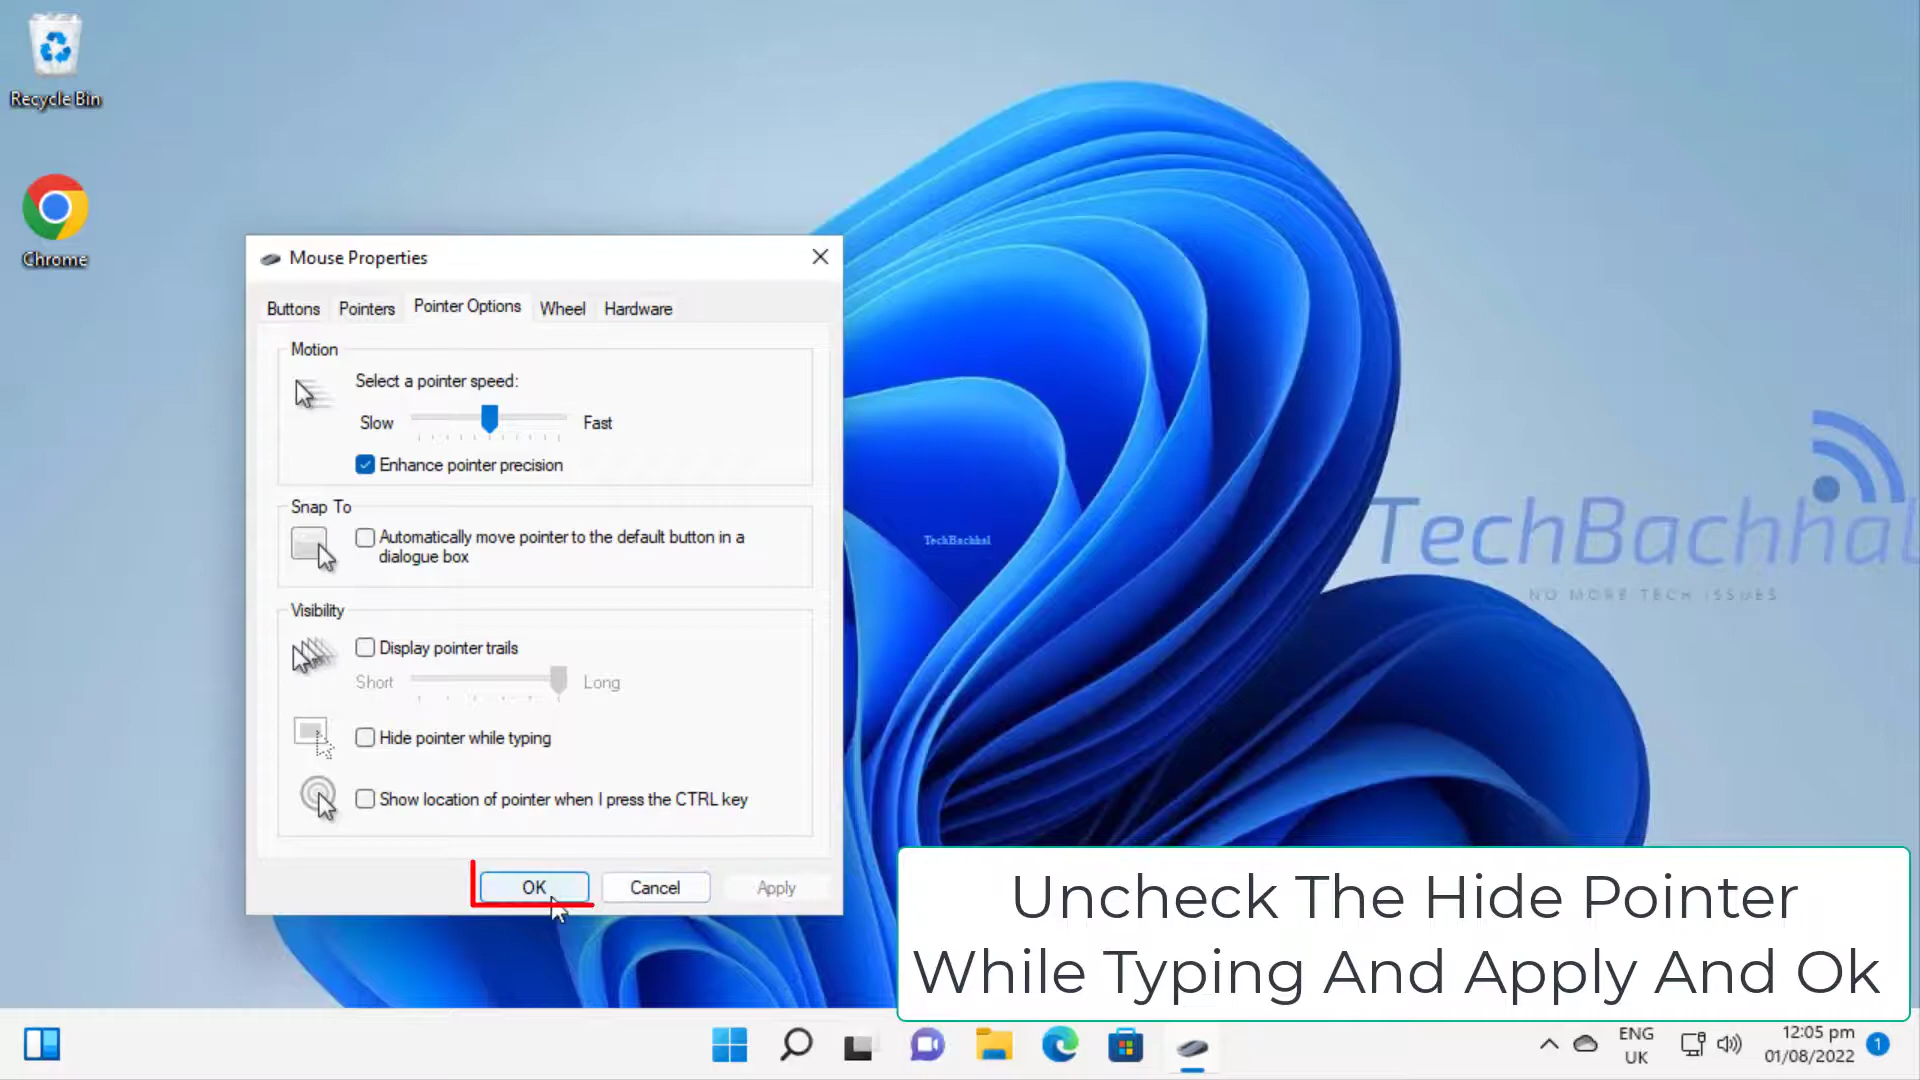 Recycle Bin
Chrome
Mouse Properties
Buttons Pointers Pointer Options Wheel Hardware
Motion
Select a pointer speed:
Slow Fast
Enhance pointer precision
Snap To
Automatically move pointer to the default button in a
dialogue box
Visibility
Display pointer trails
Short Long
Hide pointer while typing
Show location of pointer when I press the CTRL key
OK Cancel Apply
TechBachhal
TechBachhal
NO MORE TECH ISSUES
Uncheck The Hide Pointer
While Typing And Apply And Ok
ENG
UK
12:05 pm
01/08/2022
1